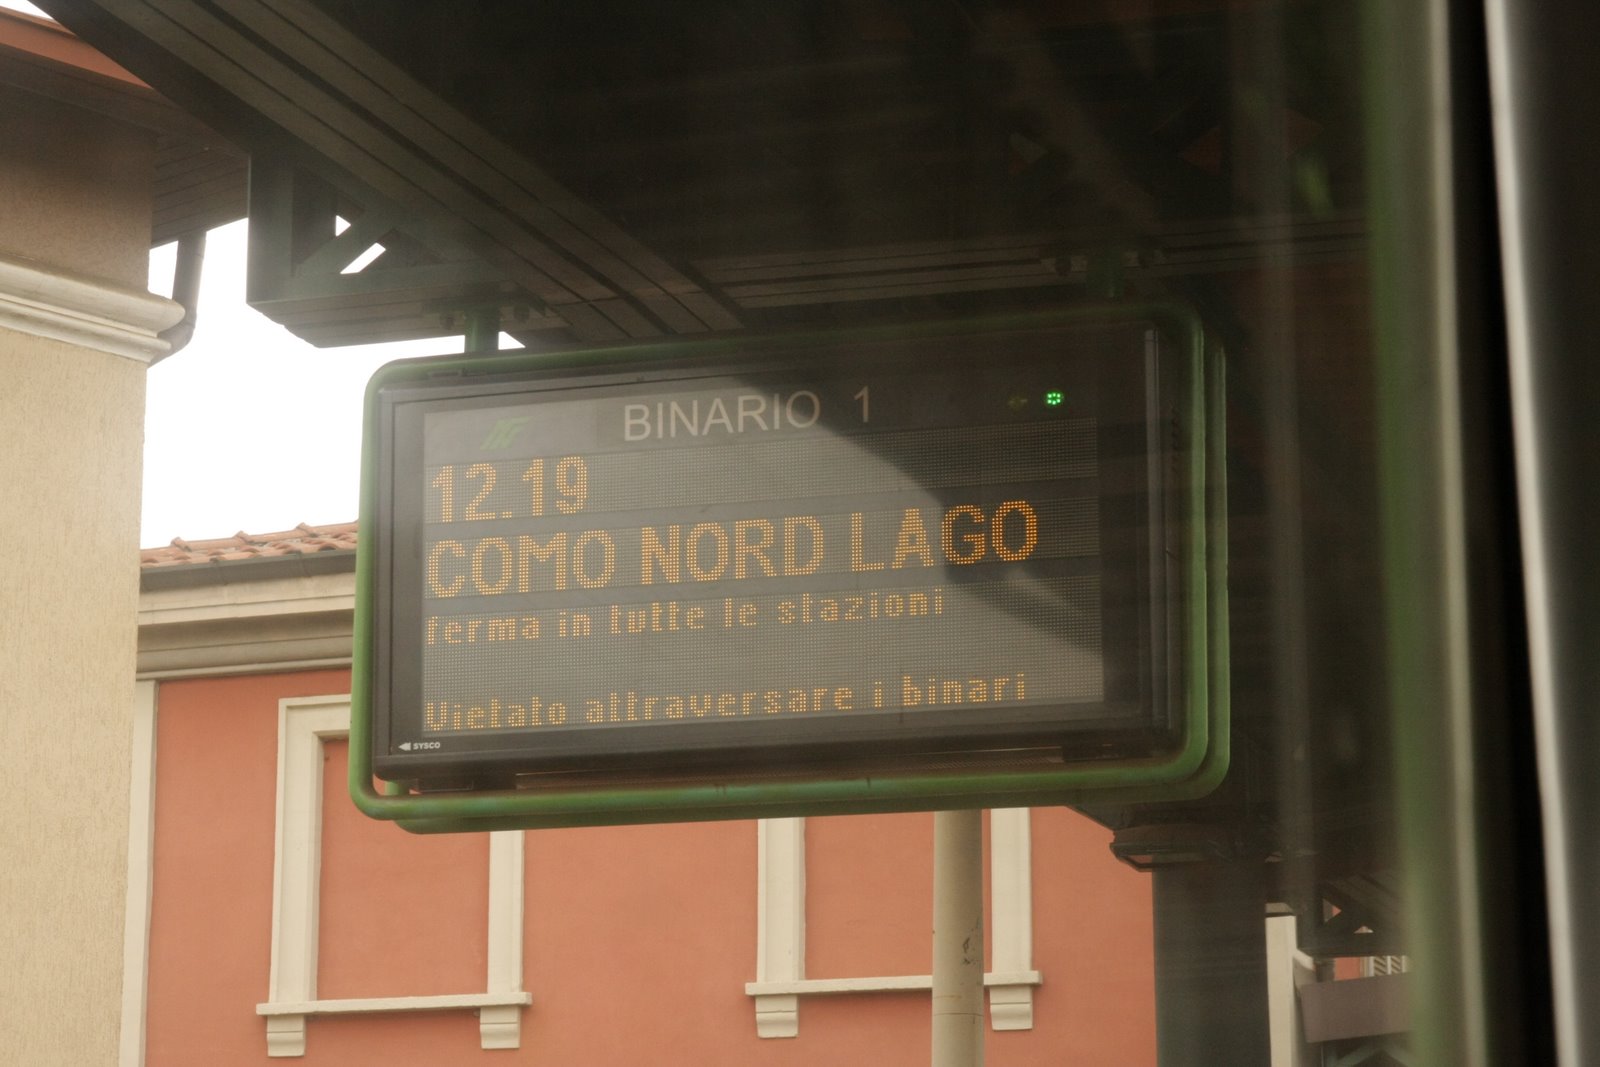 BINARIO 1
12.19
COMO NORD LAGO
ferma in tutte le stazioni
Vietato attraversare i binari
SYSCO